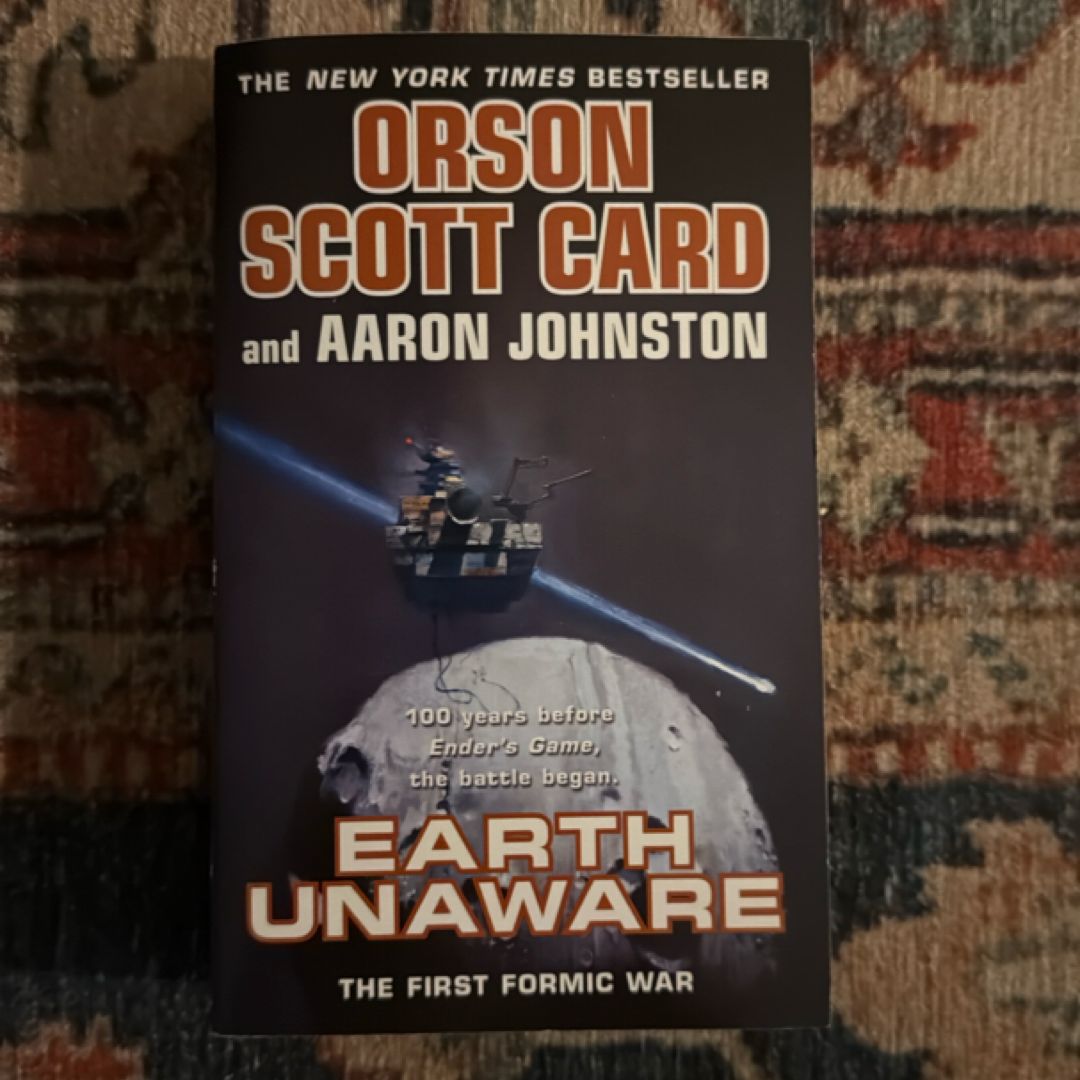 THE NEW YORK TIMES BESTSELLER
ORSON
SCOTT CARD
and AARON JOHNSTON
100 years before
Ender's Game,
the battle began.
EARTH
UNAWARE
THE FIRST FORMIC WAR